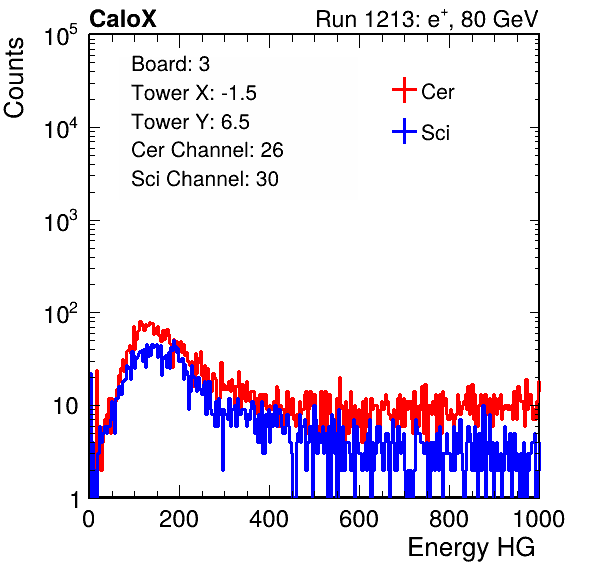 CaloX Run 1213: e⁺, 80 GeV
Counts
10⁵
10⁴
10³
10²
10
1
Board: 3
Tower X: -1.5
Tower Y: 6.5
Cer Channel: 26
Sci Channel: 30
Cer
Sci
0 200 400 600 800 1000
Energy HG